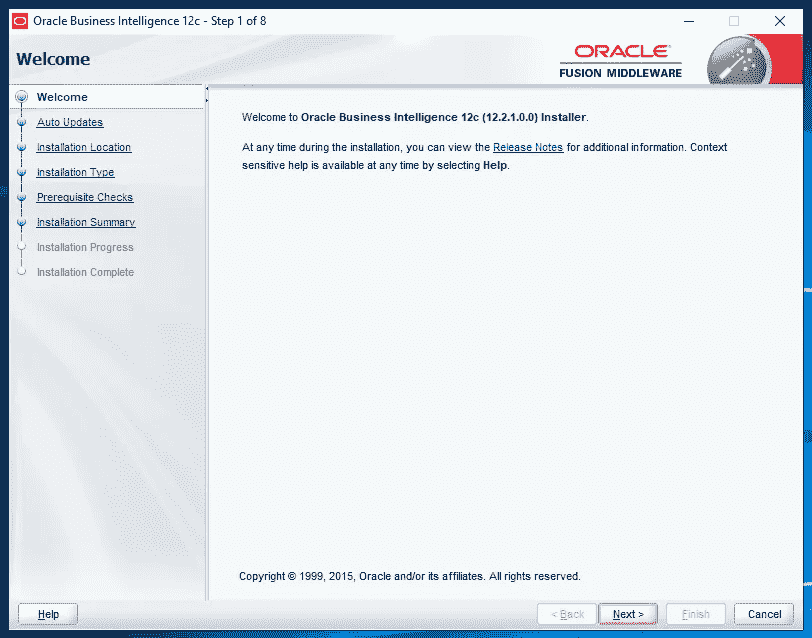 Oracle Business Intelligence 12c - Step 1 of 8
Welcome
ORACLE
FUSION MIDDLEWARE
Welcome
Auto Updates
Installation Location
Installation Type
Prerequisite Checks
Installation Summary
Installation Progress
Installation Complete
Welcome to Oracle Business Intelligence 12c (12.2.1.0.0) Installer.
At any time during the installation, you can view the Release Notes for additional information. Context
sensitive help is available at any time by selecting Help.
Copyright © 1999, 2015, Oracle and/or its affiliates. All rights reserved.
Help
< Back
Next >
Finish
Cancel